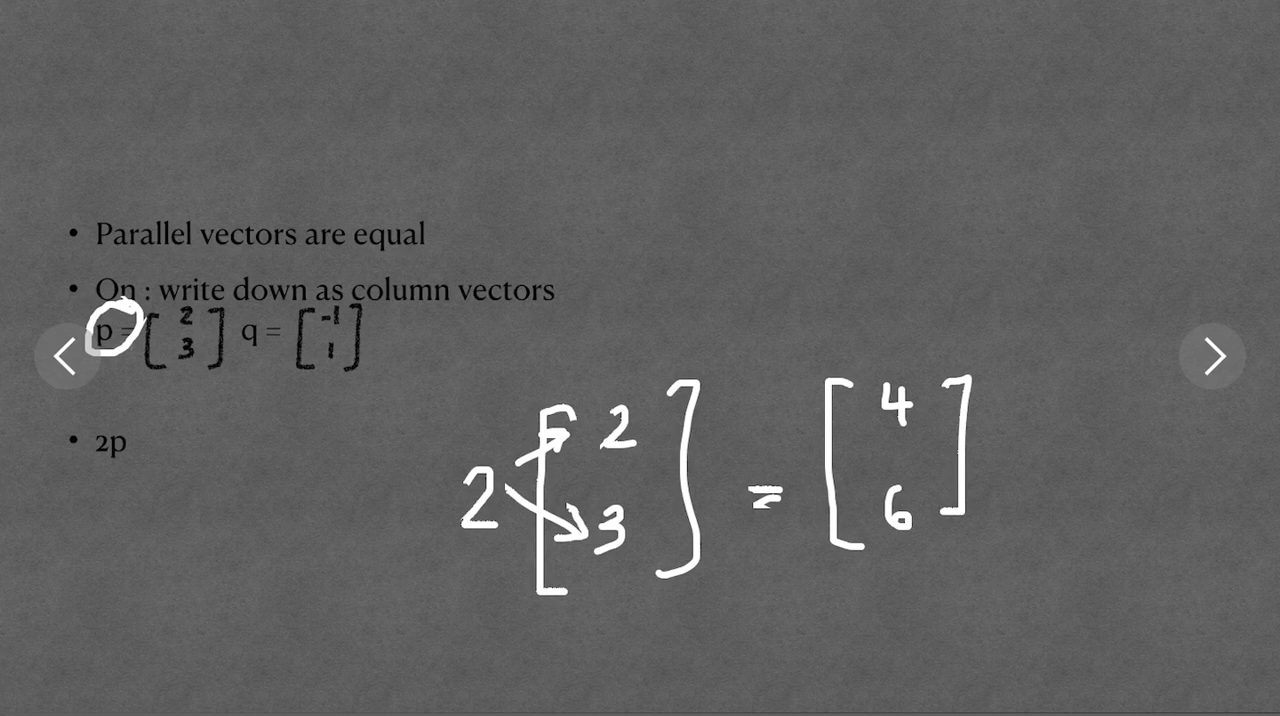 • Parallel vectors are equal
• Qn : write down as column vectors
p = [ 2 3 ] q = [ -1 1 ]
• 2p
2 [ 2 3 ] = [ 4 6 ]